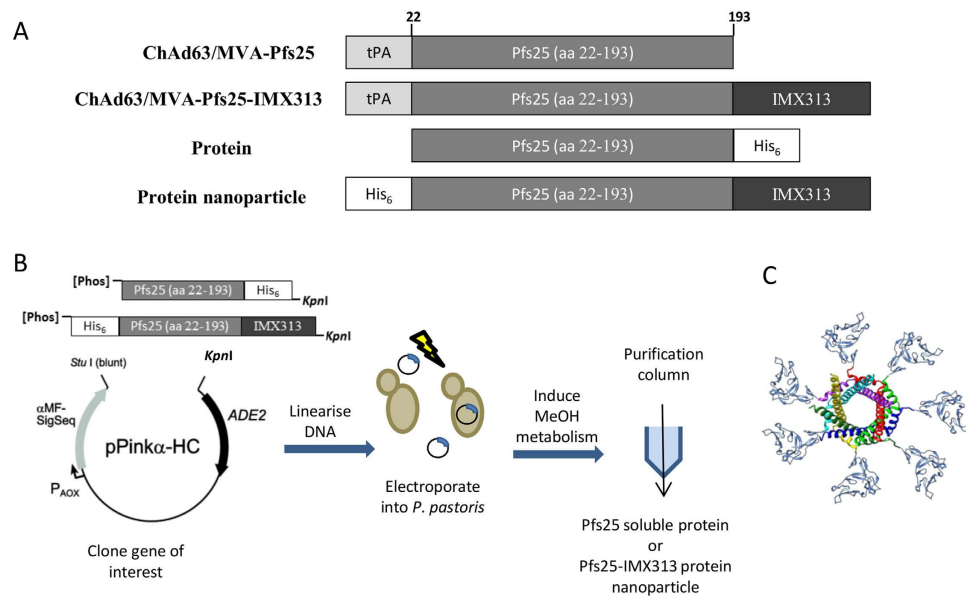 A
22
193
ChAd63/MVA-Pfs25
tPA
Pfs25 (aa 22-193)
ChAd63/MVA-Pfs25-IMX313
tPA
Pfs25 (aa 22-193)
IMX313
Protein
Pfs25 (aa 22-193)
His6
Protein nanoparticle
His6
Pfs25 (aa 22-193)
IMX313
B
[Phos]
Pfs25 (aa 22-193)
His6
KpnI
[Phos]
His6
Pfs25 (aa 22-193)
IMX313
KpnI
Stu I (blunt)
KpnI
αMF-
SigSeq
ADE2
pPinkα-HC
PAOX
Clone gene of
interest
Linearise
DNA
Electroporate
into P. pastoris
Induce
MeOH
metabolism
Purification
column
Pfs25 soluble protein
or
Pfs25-IMX313 protein
nanoparticle
C